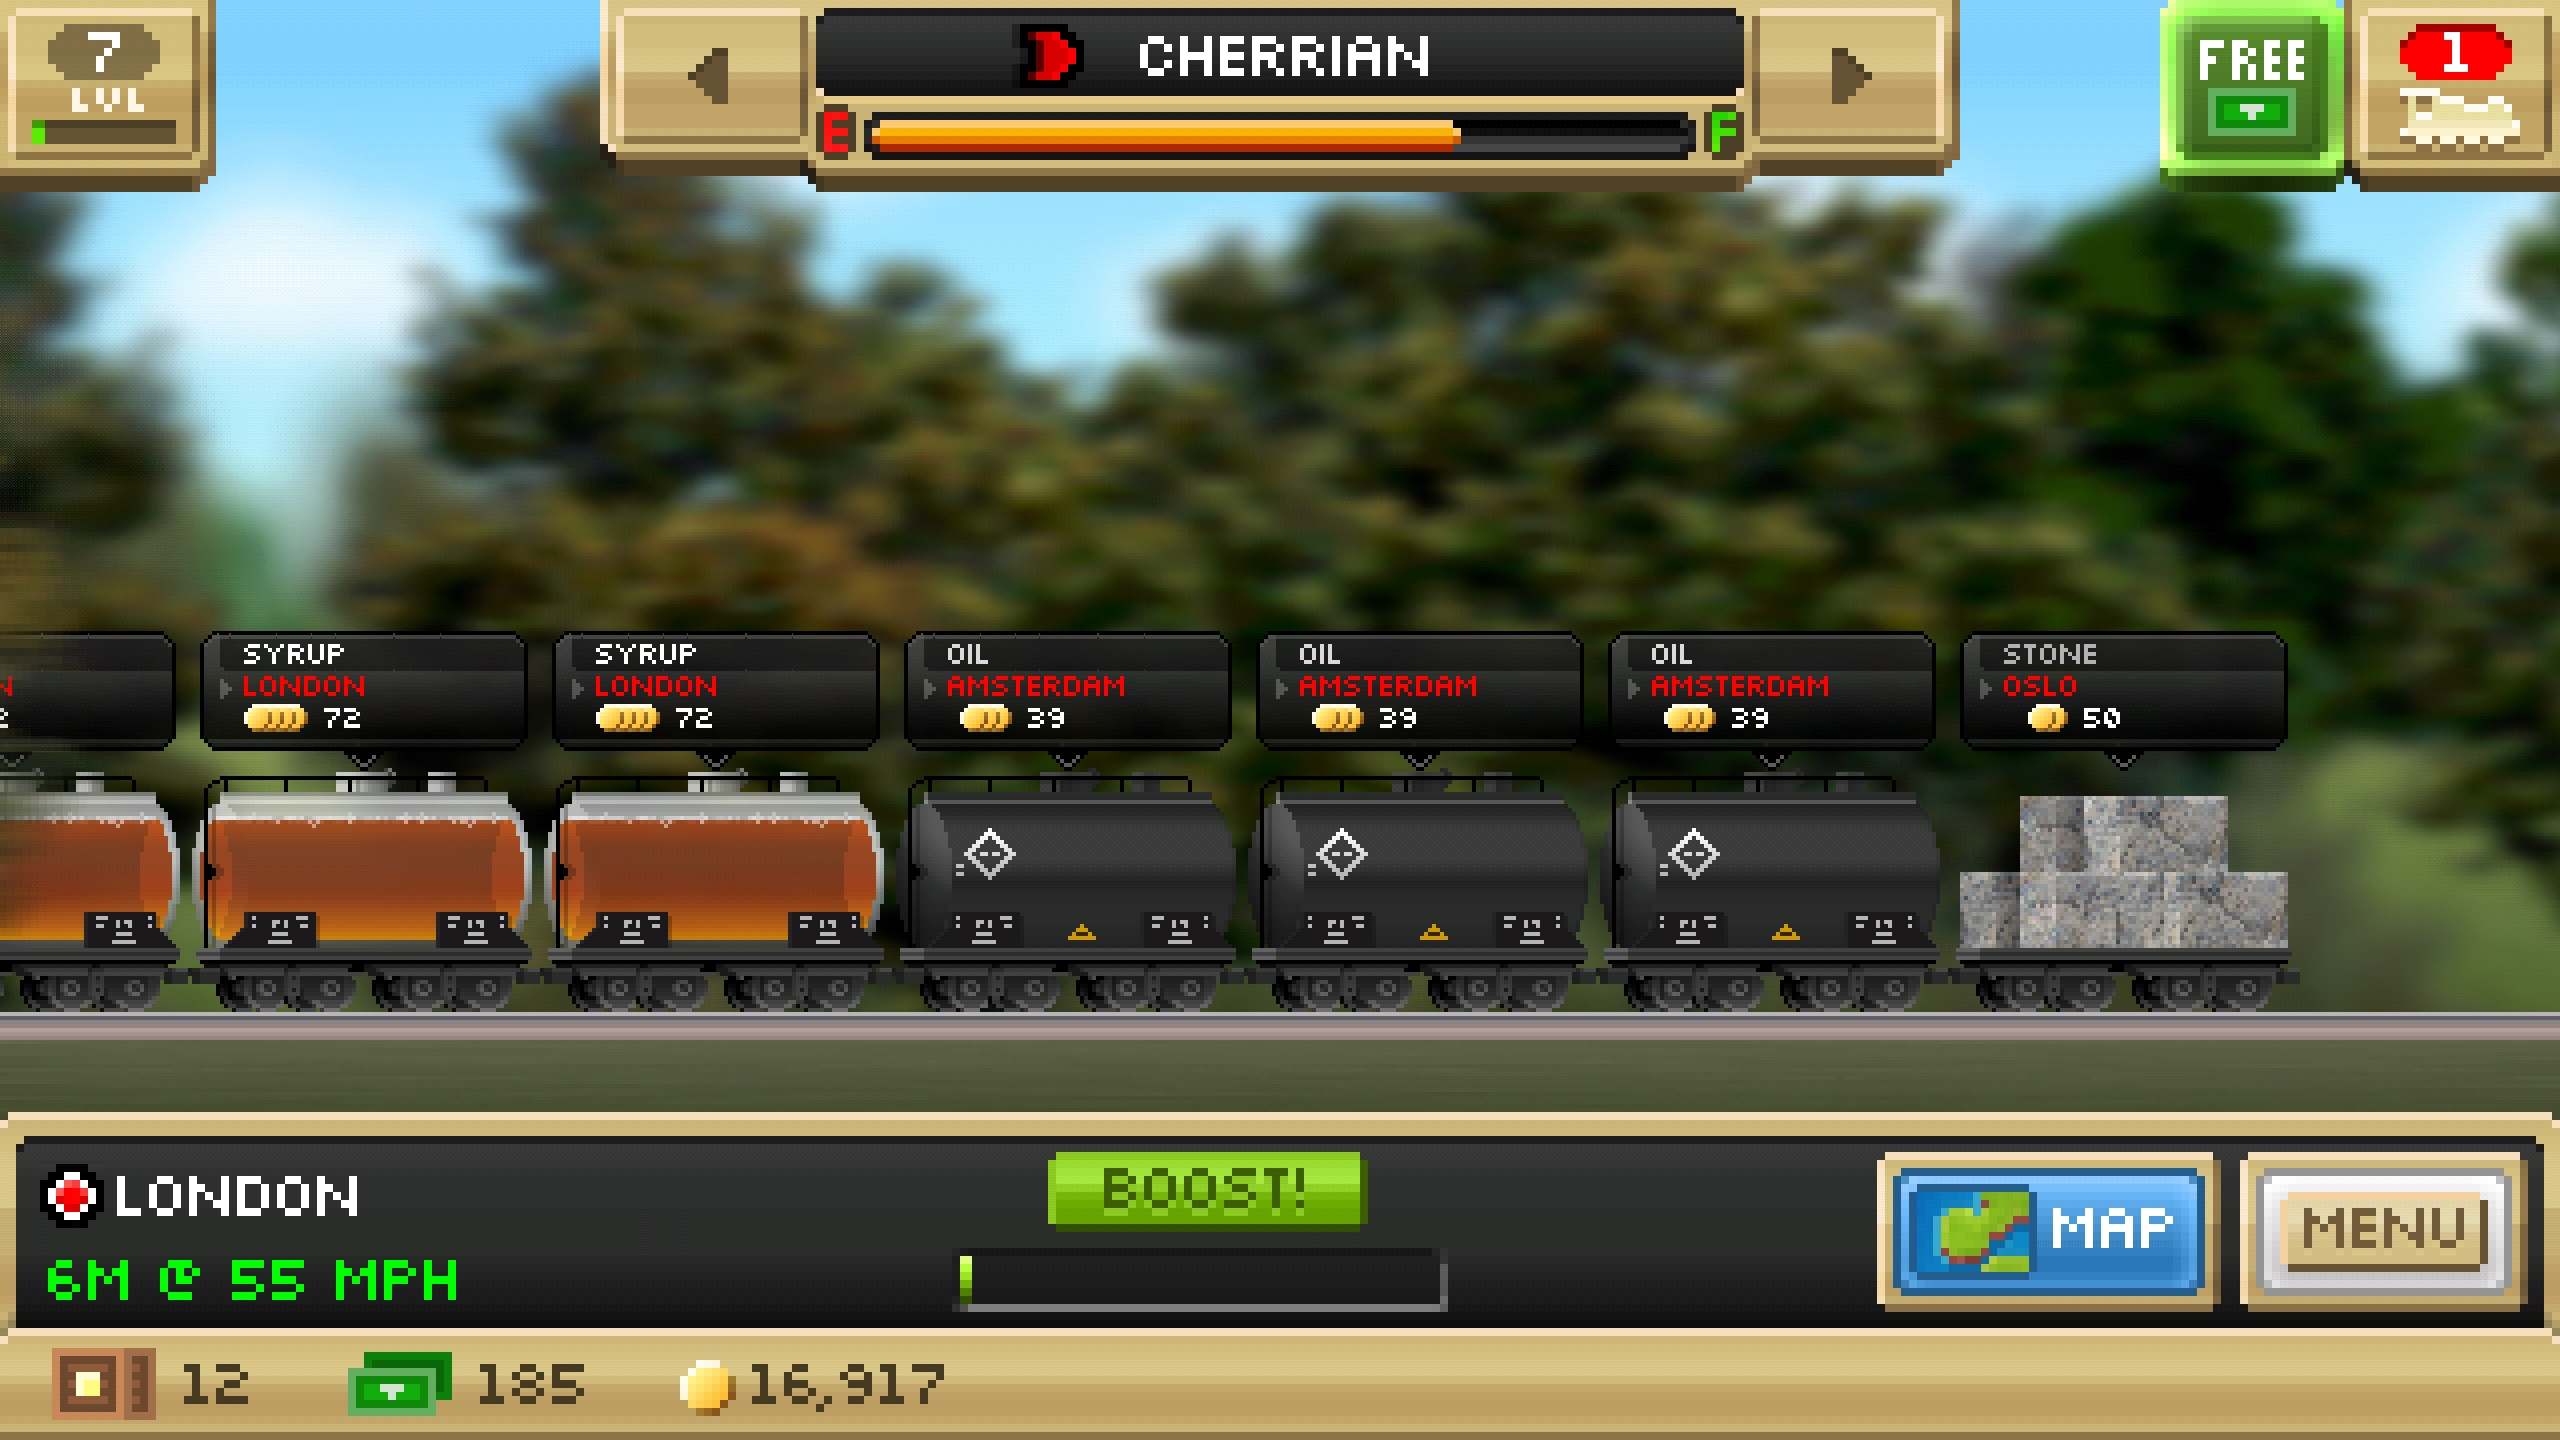 7
LVL
CHERRIAN
E F
FREE
1
SYRUP
LONDON
72
SYRUP
LONDON
72
OIL
AMSTERDAM
39
OIL
AMSTERDAM
39
OIL
AMSTERDAM
39
STONE
OSLO
50
LONDON
6M @ 55 MPH
BOOST!
MAP
MENU
12
185
16,917